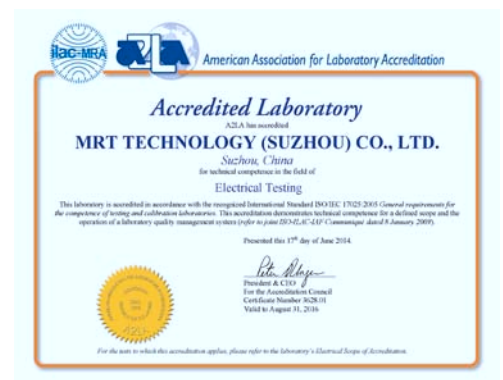 ilac-MRA
A2LA
American Association for Laboratory Accreditation
Accredited Laboratory
A2LA has accredited
MRT TECHNOLOGY (SUZHOU) CO., LTD.
Suzhou, China
for technical competence in the field of
Electrical Testing
This laboratory is accredited in accordance with the recognized International Standard ISO/IEC 17025:2005 General requirements for
the competence of testing and calibration laboratories. This accreditation demonstrates technical competence for a defined scope and the
operation of a laboratory quality management system (refer to joint ISO-ILAC-IAF Communiqué dated 8 January 2009).
Presented this 17th day of June 2014.
President & CEO
For the Accreditation Council
Certificate Number 3628.01
Valid to August 31, 2016
A2LA
For the tests to which this accreditation applies, please refer to the laboratory's Electrical Scope of Accreditation.